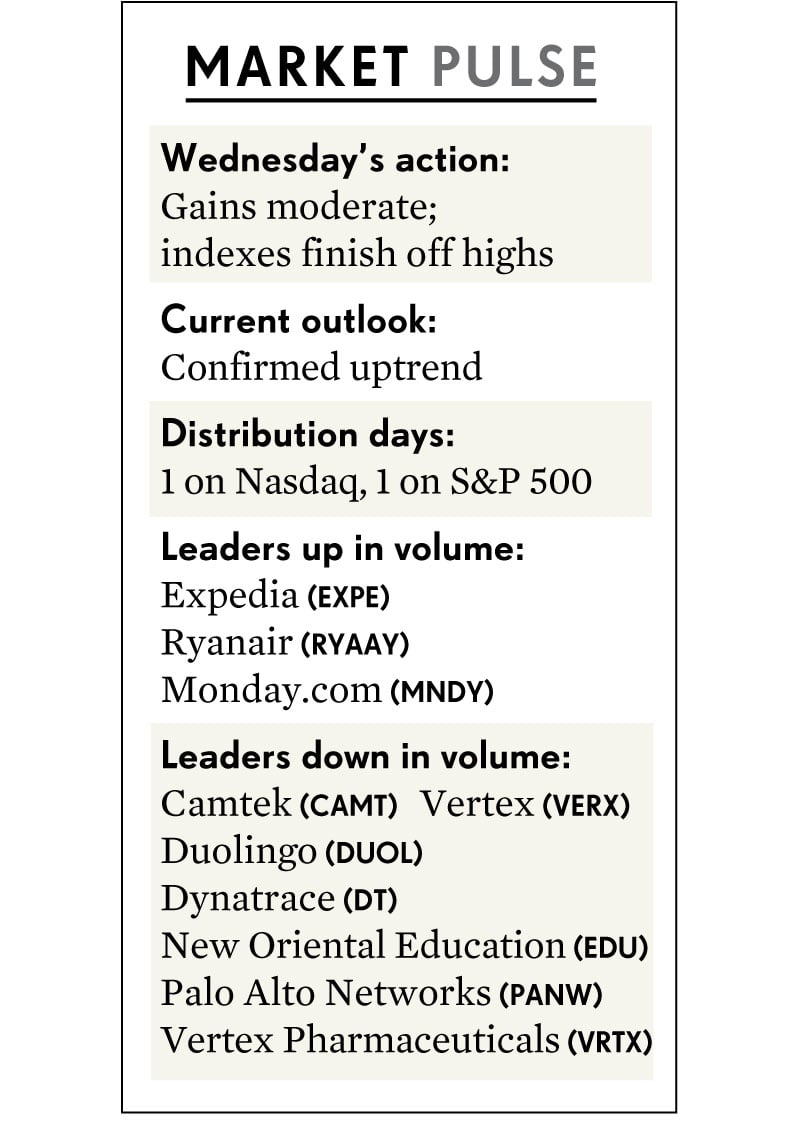 MARKET PULSE
Wednesday’s action:
Gains moderate;
indexes finish off highs
Current outlook:
Confirmed uptrend
Distribution days:
1 on Nasdaq, 1 on S&P 500
Leaders up in volume:
Expedia (EXPE)
Ryanair (RYAAY)
Monday.com (MNDY)
Leaders down in volume:
Camtek (CAMT) Vertex (VERX)
Duolingo (DUOL)
Dynatrace (DT)
New Oriental Education (EDU)
Palo Alto Networks (PANW)
Vertex Pharmaceuticals (VRTX)